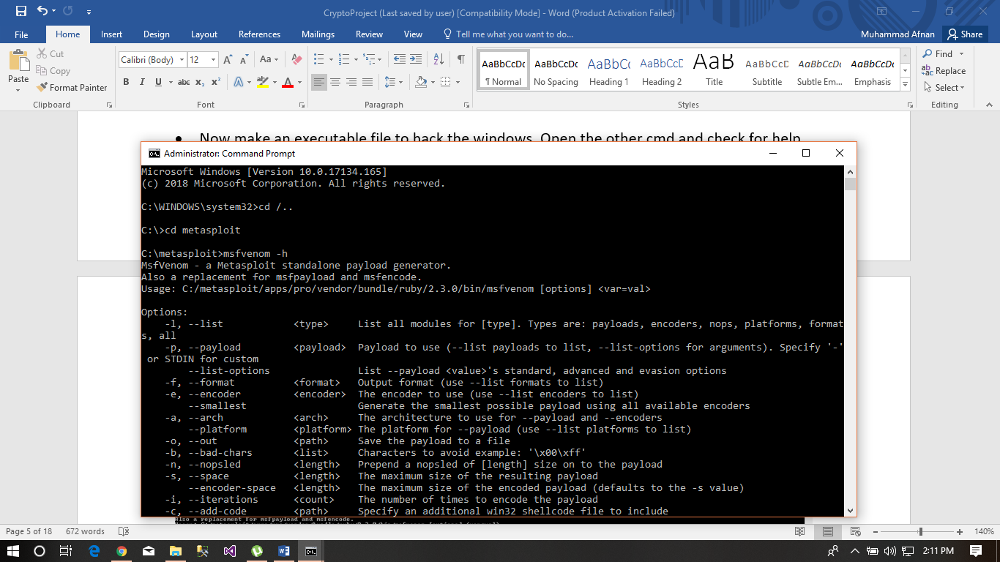 CryptoProject (Last saved by user) [Compatibility Mode] - Word (Product Activation Failed)
File Home Insert Design Layout References Mailings Review View Tell me what you want to do... Muhammad Afnan Share
Cut
Copy
Format Painter
Paste
Calibri (Body) 12
Clipboard
Font
Paragraph
AaBbCcDc AaBbCcDc AaBbCc AaBbCcD AaB AaBbCcD AaBbCcDc AaBbCcDc
¶ Normal No Spacing Heading 1 Heading 2 Title Subtitle Subtle Em... Emphasis
Styles
Find
Replace
Select
Editing
• Now make an executable file to hack the windows. Open the other cmd and check for help
Administrator: Command Prompt
Microsoft Windows [Version 10.0.17134.165]
(c) 2018 Microsoft Corporation. All rights reserved.
C:\WINDOWS\system32>cd /..
C:\>cd metasploit
C:\metasploit>msfvenom -h
MsfVenom - a Metasploit standalone payload generator.
Also a replacement for msfpayload and msfencode.
Usage: C:/metasploit/apps/pro/vendor/bundle/ruby/2.3.0/bin/msfvenom [options] <var=val>
Options:
-l, --list <type> List all modules for [type]. Types are: payloads, encoders, nops, platforms, format
s, all
-p, --payload <payload> Payload to use (--list payloads to list, --list-options for arguments). Specify '-'
or STDIN for custom
--list-options List --payload <value>'s standard, advanced and evasion options
-f, --format <format> Output format (use --list formats to list)
-e, --encoder <encoder> The encoder to use (use --list encoders to list)
--smallest Generate the smallest possible payload using all available encoders
-a, --arch <arch> The architecture to use for --payload and --encoders
--platform <platform> The platform for --payload (use --list platforms to list)
-o, --out <path> Save the payload to a file
-b, --bad-chars <list> Characters to avoid example: '\x00\xff'
-n, --nopsled <length> Prepend a nopsled of [length] size on to the payload
-s, --space <length> The maximum size of the resulting payload
--encoder-space <length> The maximum size of the encoded payload (defaults to the -s value)
-i, --iterations <count> The number of times to encode the payload
-c, --add-code <path> Specify an additional win32 shellcode file to include
Also a replacement for msfpayload and msfencode.
Page 5 of 18 672 words 140%
2:11 PM